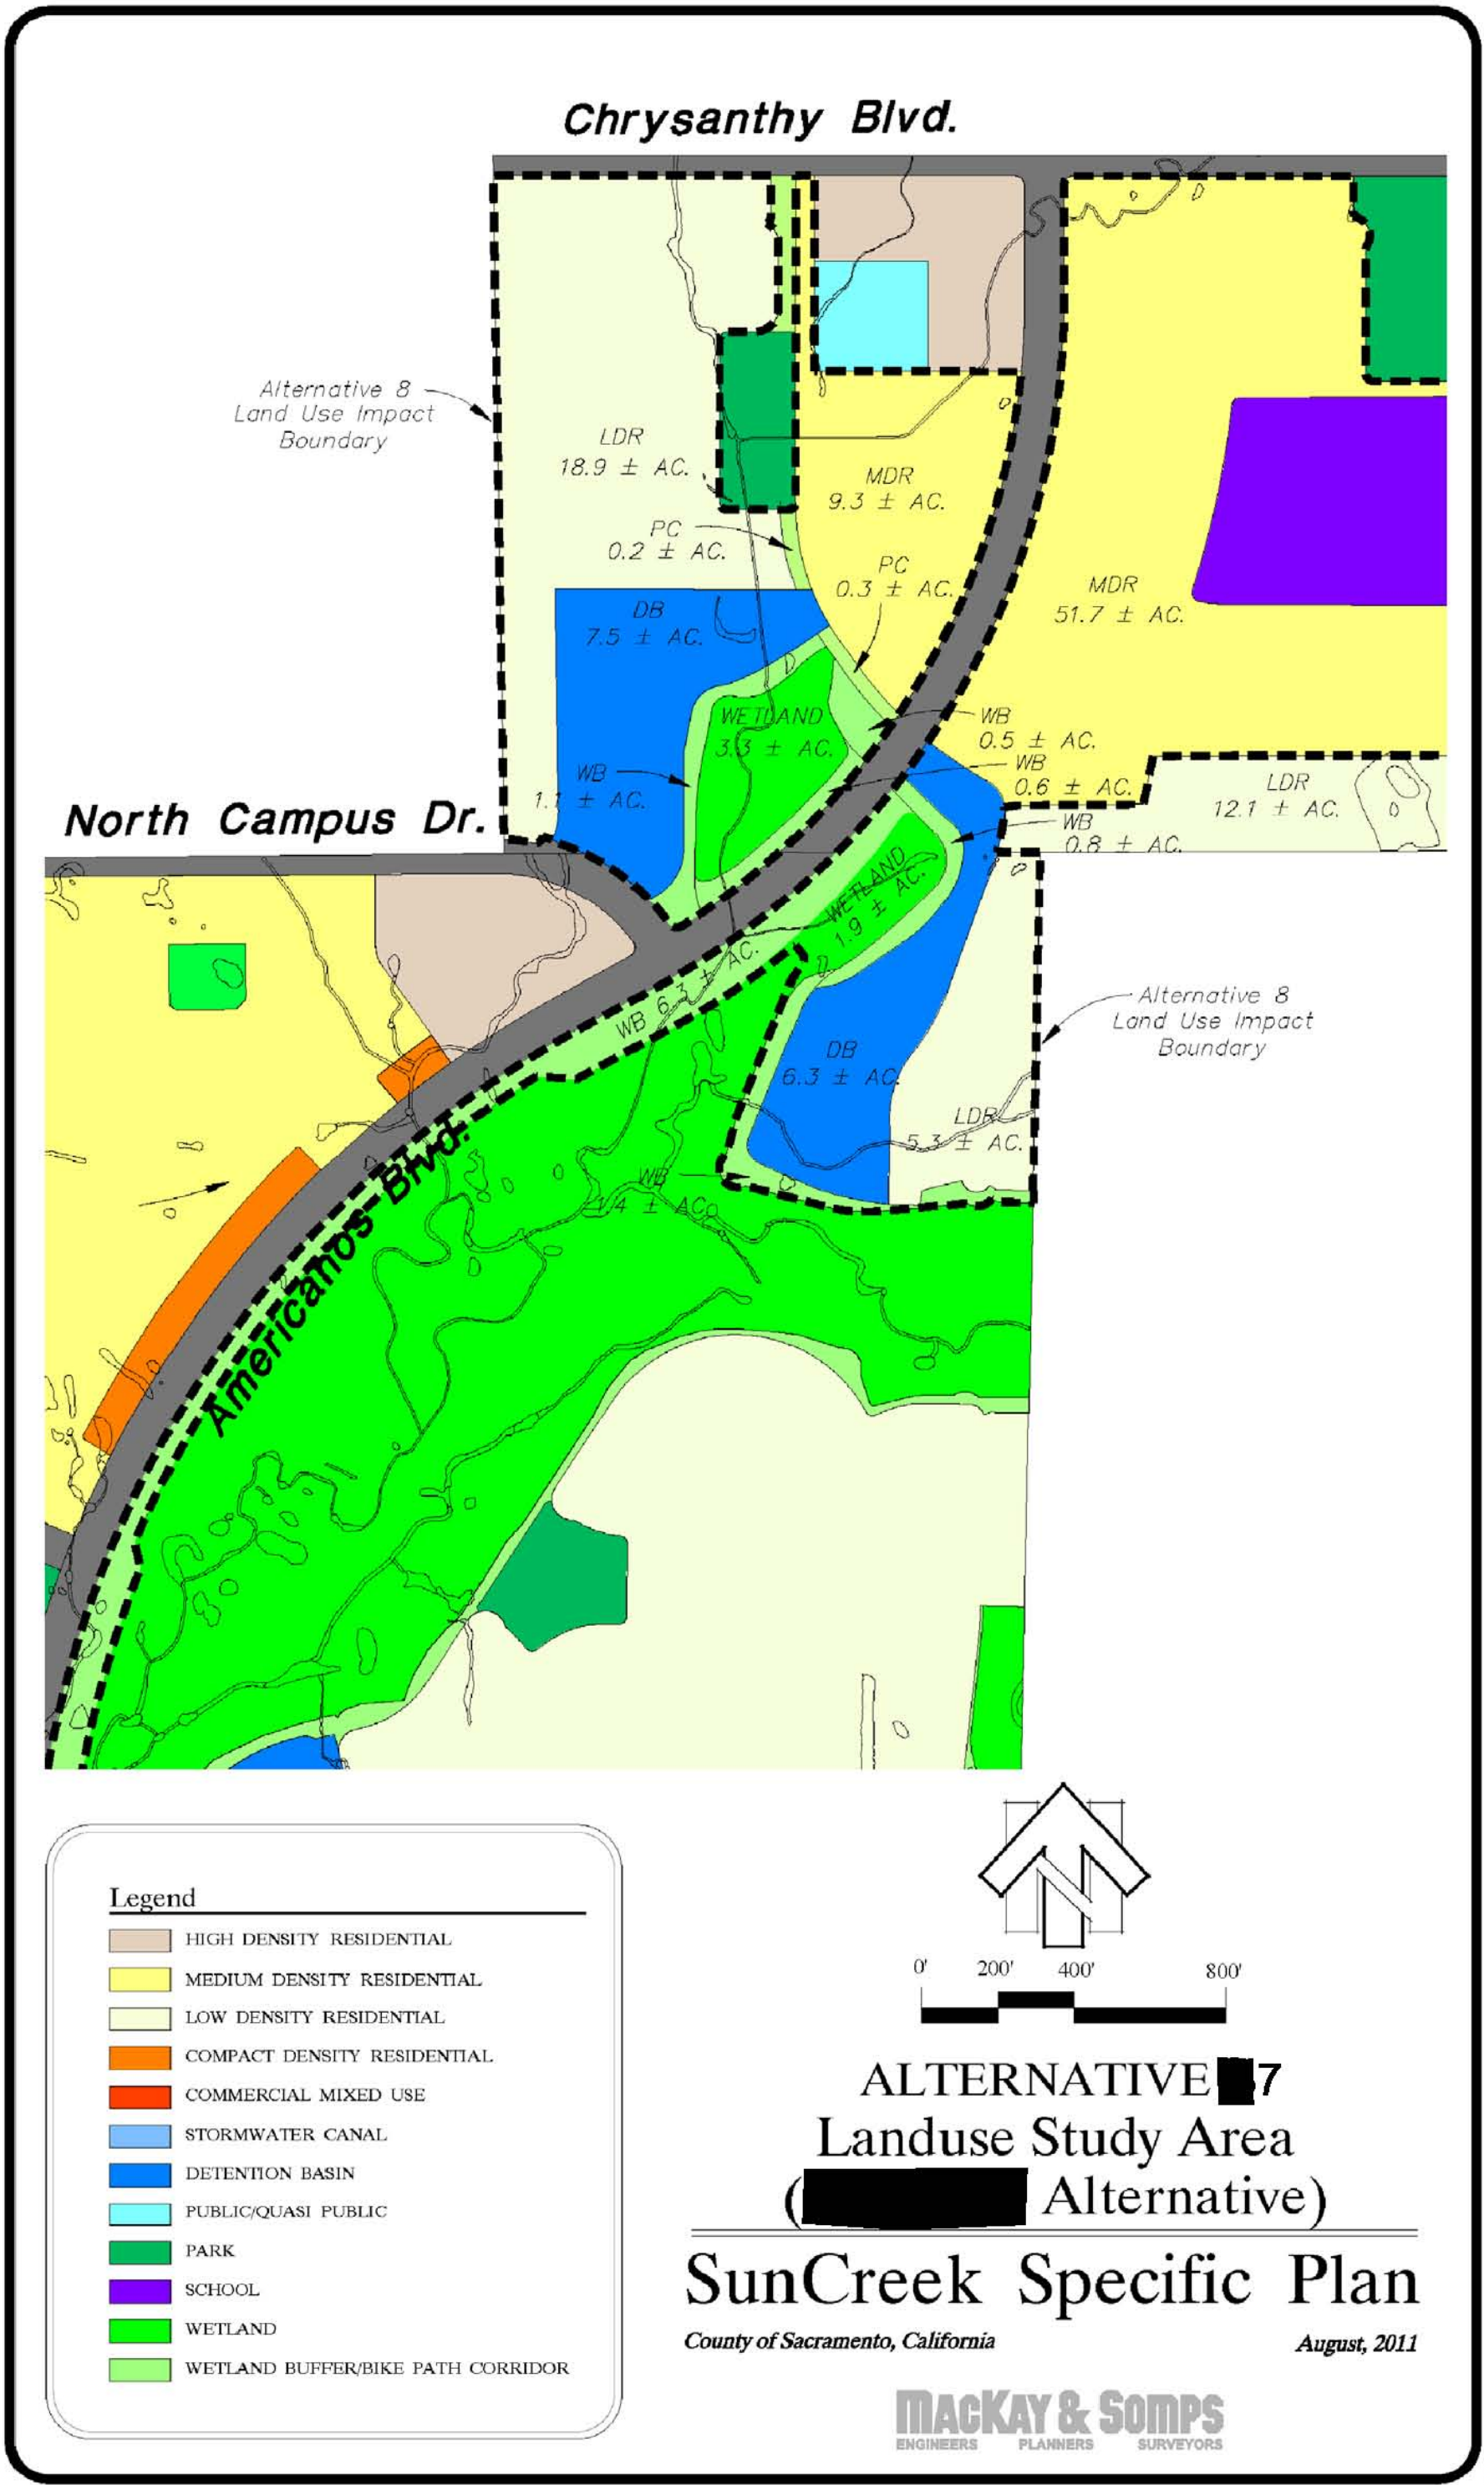 Chrysanthy Blvd.
Alternative 8
Land Use Impact
Boundary
LDR
18.9 ± AC.
MDR
9.3 ± AC.
PC
0.2 ± AC.
PC
0.3 ± AC.
MDR
51.7 ± AC.
DB
7.5 ± AC.
WETLAND
3.3 ± AC.
WB
0.5 ± AC.
WB
0.6 ± AC.
WB
1.1 ± AC.
LDR
12.1 ± AC.
North Campus Dr.
WB
0.8 ± AC.
WETLAND
1.9 ± AC.
WB 6.3 ± AC.
Alternative 8
Land Use Impact
Boundary
DB
6.3 ± AC.
LDR
5.3 ± AC.
WB
1.4 ± AC.
Americanos Blvd.
Legend
HIGH DENSITY RESIDENTIAL
MEDIUM DENSITY RESIDENTIAL
LOW DENSITY RESIDENTIAL
COMPACT DENSITY RESIDENTIAL
COMMERCIAL MIXED USE
STORMWATER CANAL
DETENTION BASIN
PUBLIC/QUASI PUBLIC
PARK
SCHOOL
WETLAND
WETLAND BUFFER/BIKE PATH CORRIDOR
N
0' 200' 400' 800'
ALTERNATIVE 7
Landuse Study Area
( Alternative)
SunCreek Specific Plan
County of Sacramento, California August, 2011
MACKAY & SOMPS
ENGINEERS PLANNERS SURVEYORS